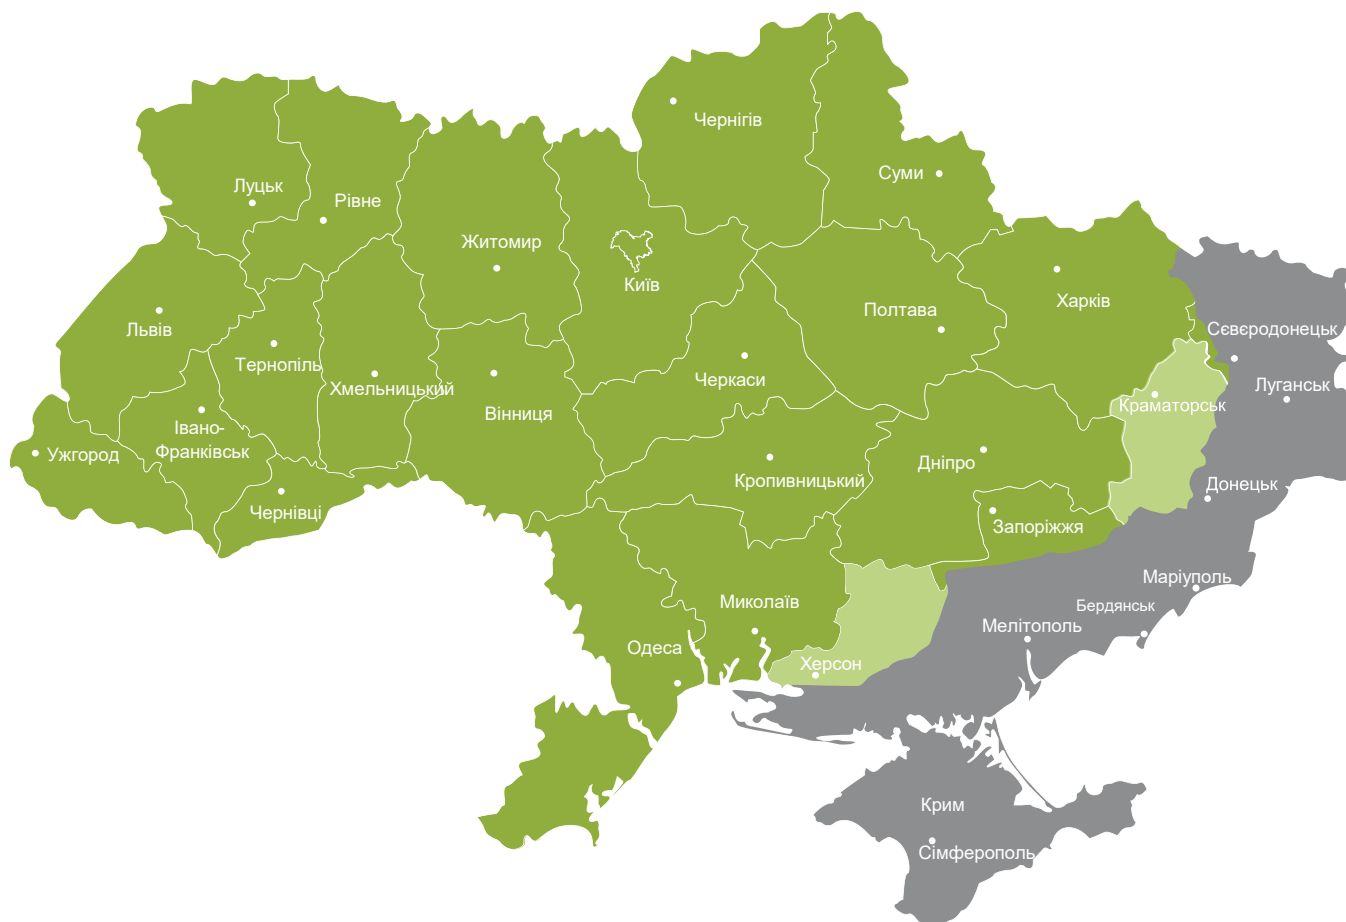 Чернігів
Суми
Луцьк
Рівне
Житомир
Київ
Полтава
Харків
Львів
Тернопіль
Хмельницький
Вінниця
Черкаси
Сєвєродонецьк
Луганськ
Краматорськ
Івано-
Франківськ
Ужгород
Чернівці
Кропивницький
Дніпро
Запоріжжя
Донецьк
Маріуполь
Бердянськ
Мелітополь
Миколаїв
Одеса
Херсон
Крим
Сімферополь